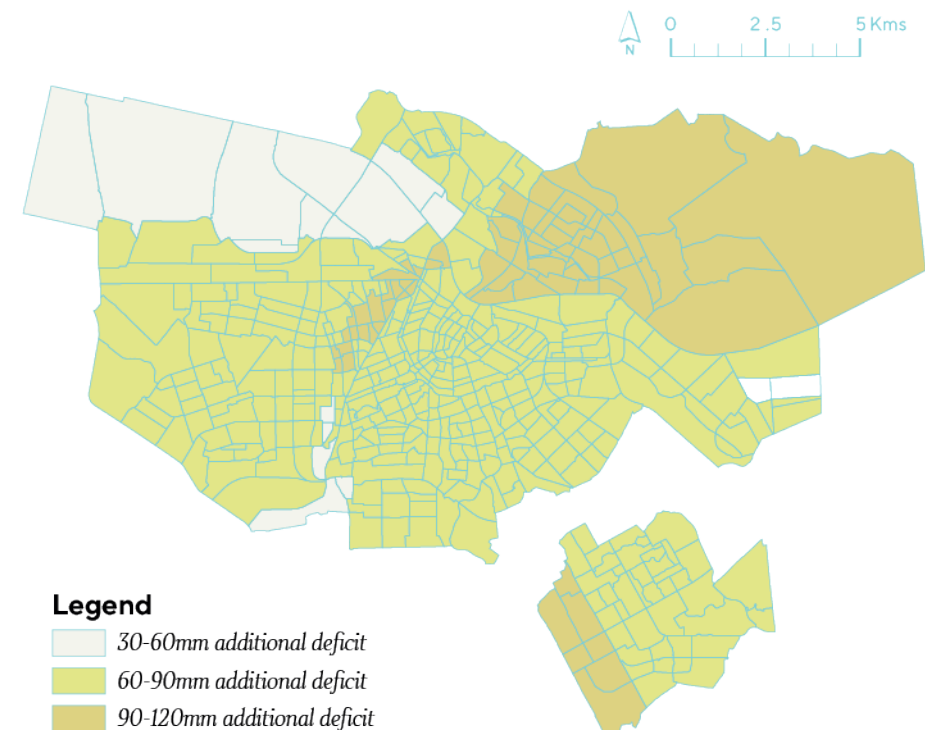 0 2.5 5 Kms
N
Legend
30-60mm additional deficit
60-90mm additional deficit
90-120mm additional deficit